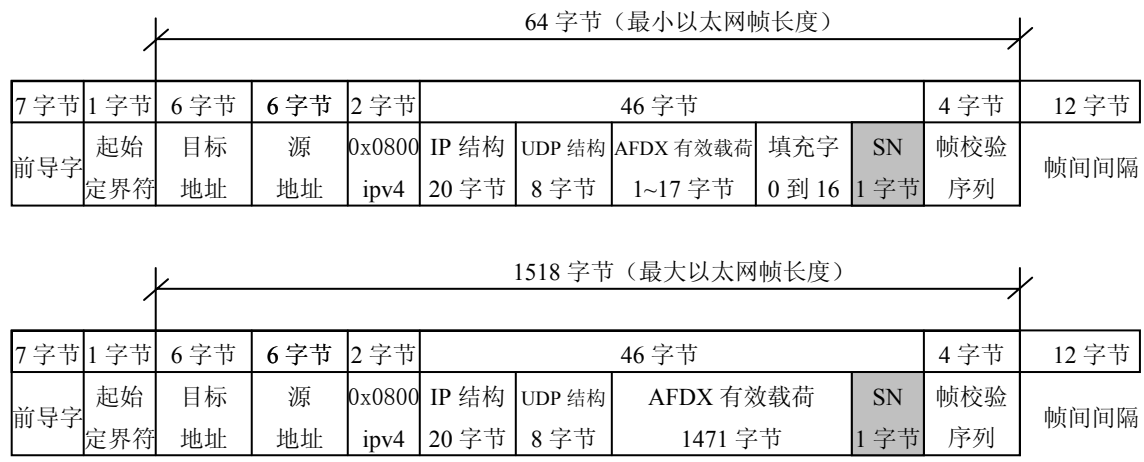 64 字节（最小以太网帧长度）
7 字节 1 字节 6 字节 6 字节 2 字节 46 字节 4 字节 12 字节
前导字 起始 目标 源 0x0800 IP 结构 UDP 结构 AFDX 有效载荷 填充字 SN 帧校验 帧间间隔
定界符 地址 地址 ipv4 20 字节 8 字节 1~17 字节 0 到 16 1 字节 序列
1518 字节（最大以太网帧长度）
7 字节 1 字节 6 字节 6 字节 2 字节 46 字节 4 字节 12 字节
前导字 起始 目标 源 0x0800 IP 结构 UDP 结构 AFDX 有效载荷 SN 帧校验 帧间间隔
定界符 地址 地址 ipv4 20 字节 8 字节 1471 字节 1 字节 序列